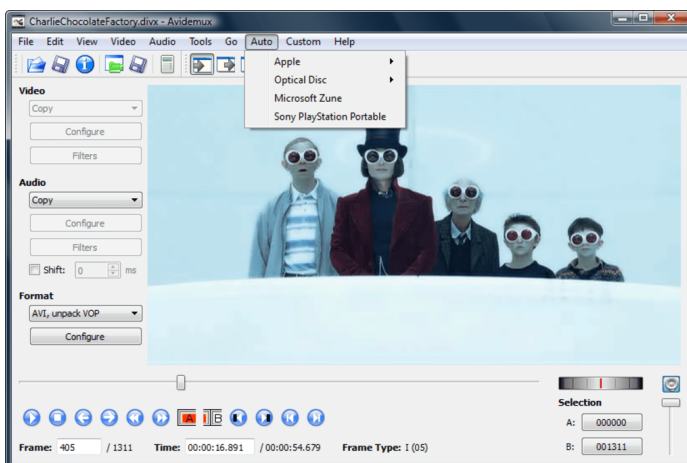 CharlieChocolateFactory.divx - Avidemux
File Edit View Video Audio Tools Go Auto Custom Help
Apple
Optical Disc
Microsoft Zune
Sony PlayStation Portable
Video
Copy
Configure
Filters
Audio
Copy
Configure
Filters
Shift: 0 ms
Format
AVI, unpack VOP
Configure
A B
Selection
A: 000000
B: 001311
Frame: 405 / 1311 Time: 00:00:16.891 / 00:00:54.679 Frame Type: I (05)